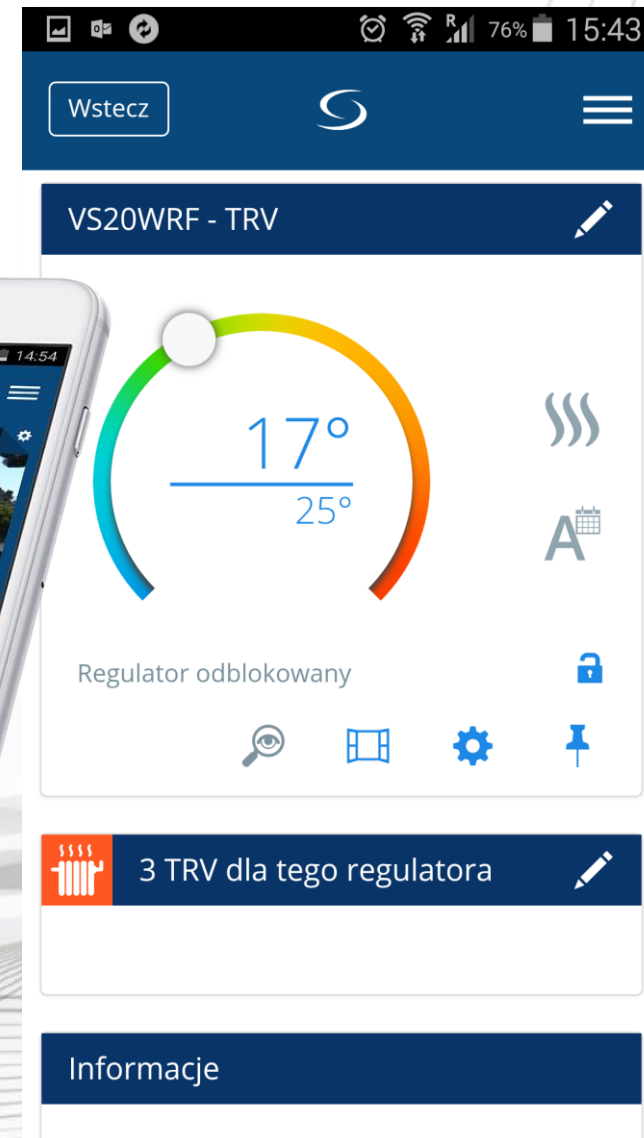 R
76%
15:43
Wstecz
VS20WRF - TRV
14:54
17°
25°
A
Regulator odblokowany
3 TRV dla tego regulatora
Informacje